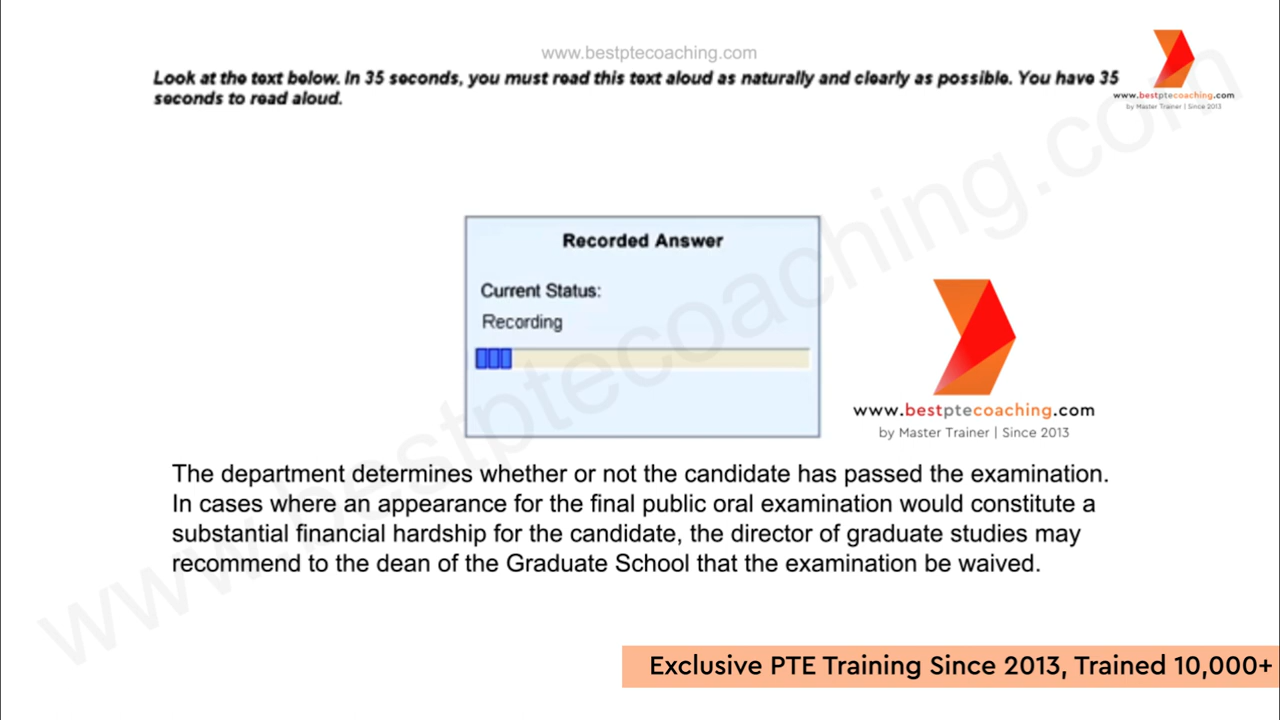 www.bestptecoaching.com
Look at the text below. In 35 seconds, you must read this text aloud as naturally and clearly as possible. You have 35
seconds to read aloud.
www.bestptecoaching.com
by Master Trainer | Since 2013
Recorded Answer
Current Status:
Recording
www.bestptecoaching.com
by Master Trainer | Since 2013
www.bestptecoaching.com
The department determines whether or not the candidate has passed the examination.
In cases where an appearance for the final public oral examination would constitute a
substantial financial hardship for the candidate, the director of graduate studies may
recommend to the dean of the Graduate School that the examination be waived.
Exclusive PTE Training Since 2013, Trained 10,000+